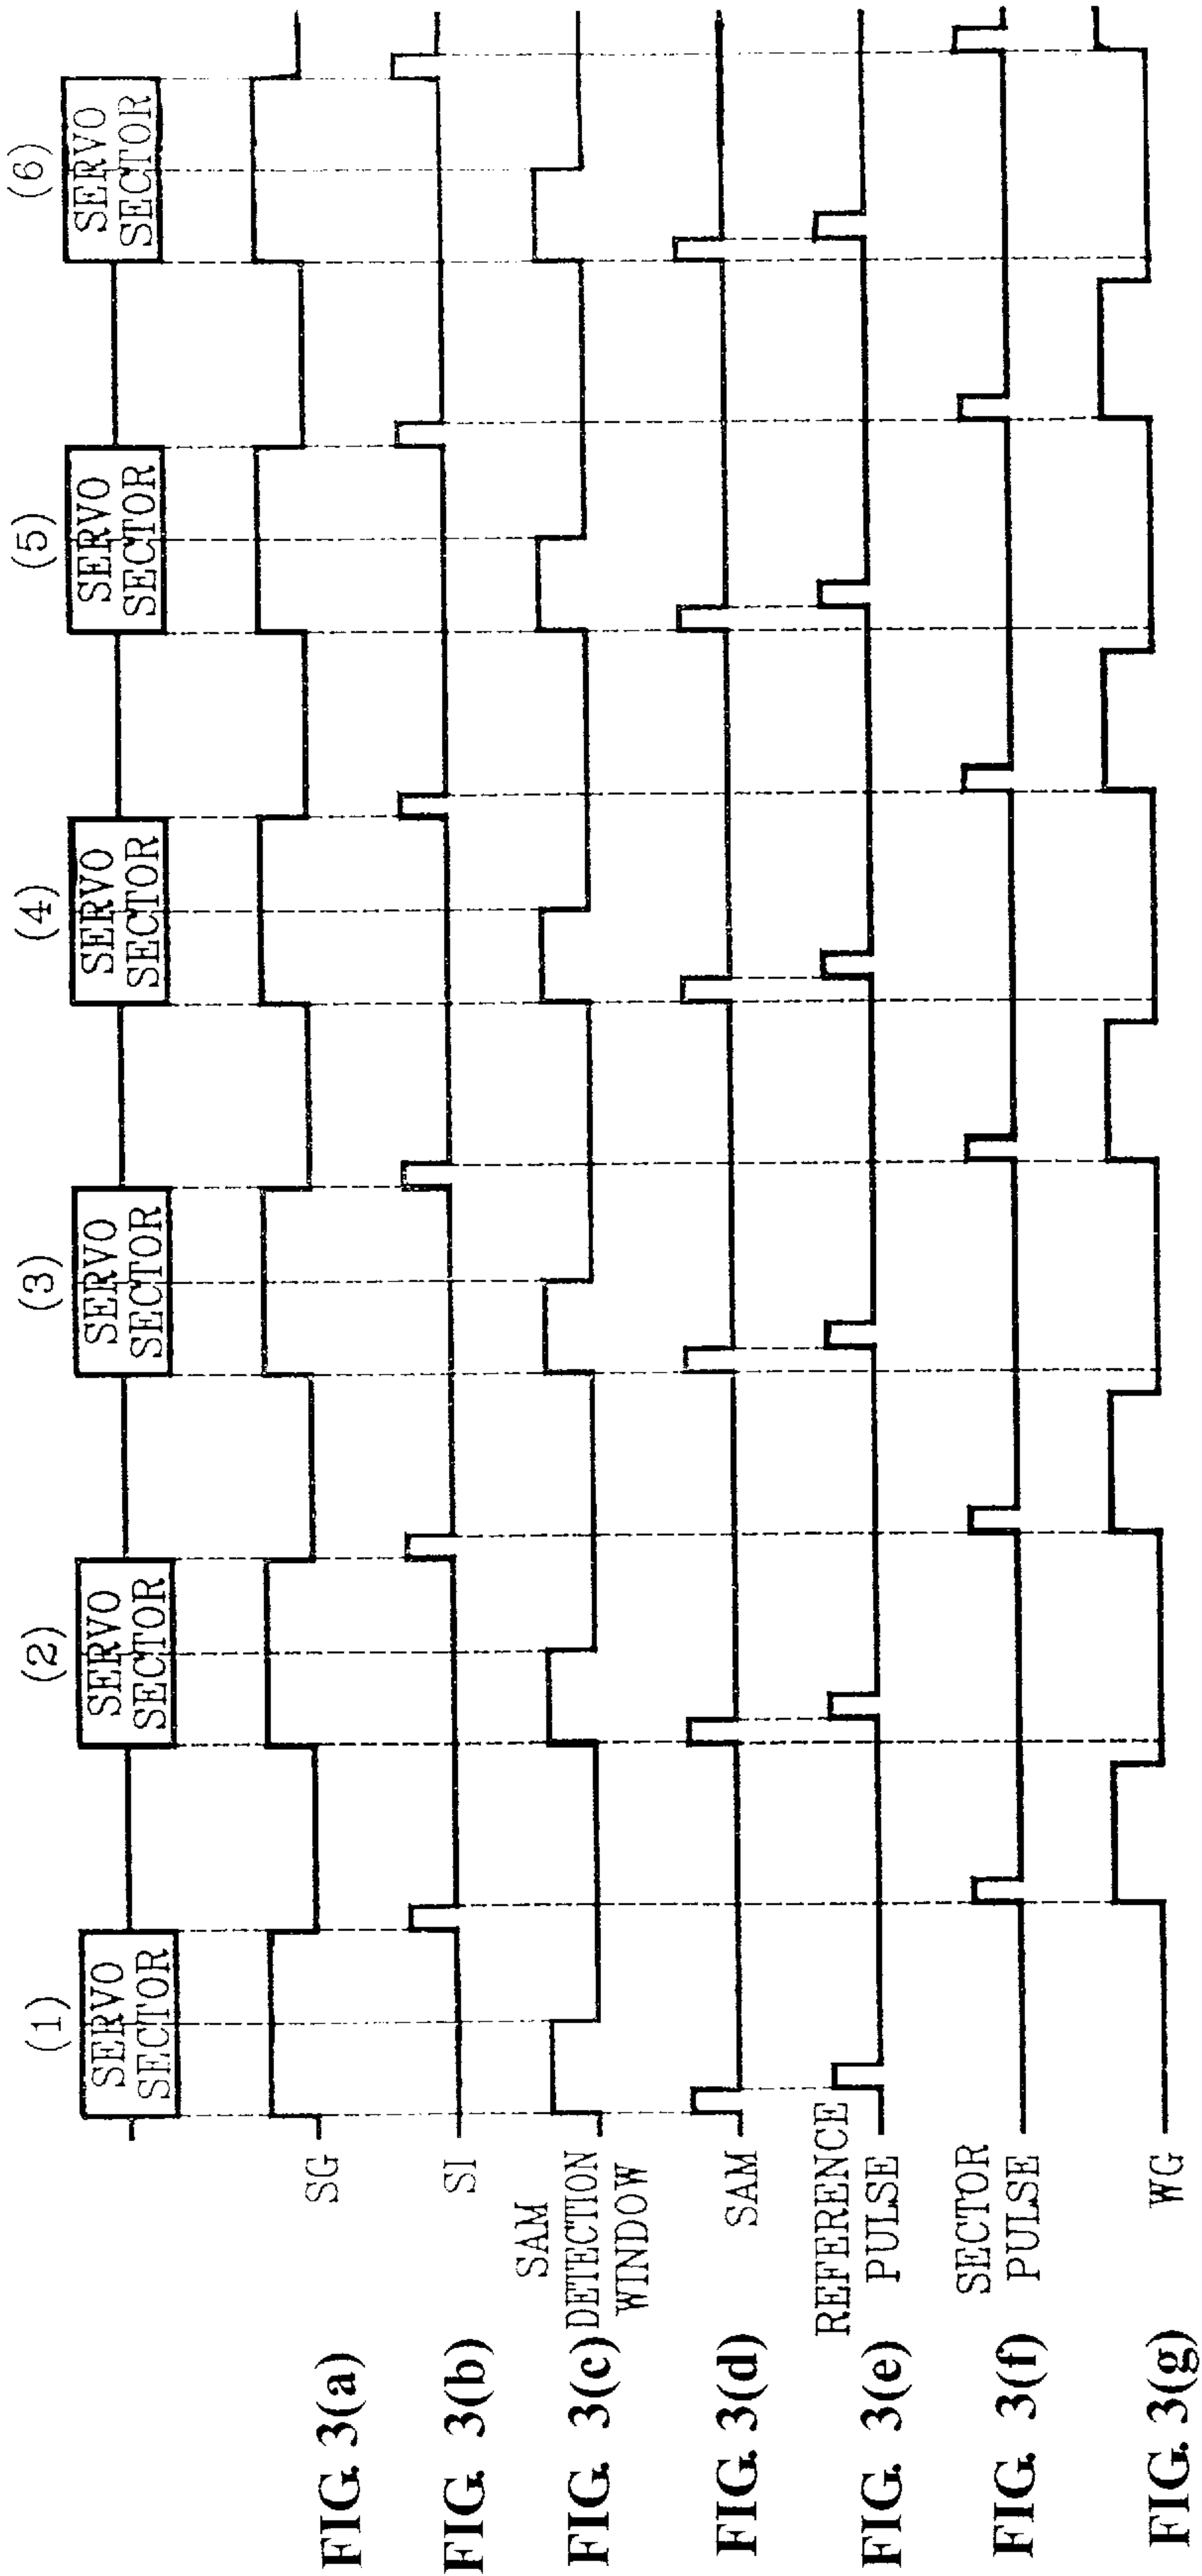 (1)
SERVO
SECTOR
(2)
SERVO
SECTOR
(3)
SERVO
SECTOR
(4)
SERVO
SECTOR
(5)
SERVO
SECTOR
(6)
SERVO
SECTOR
FIG. 3(a)
SG
FIG. 3(b)
SI
FIG. 3(c)
SAM
DETECTION
WINDOW
FIG. 3(d)
SAM
FIG. 3(e)
REFERENCE
PULSE
FIG. 3(f)
SECTOR
PULSE
FIG. 3(g)
WG